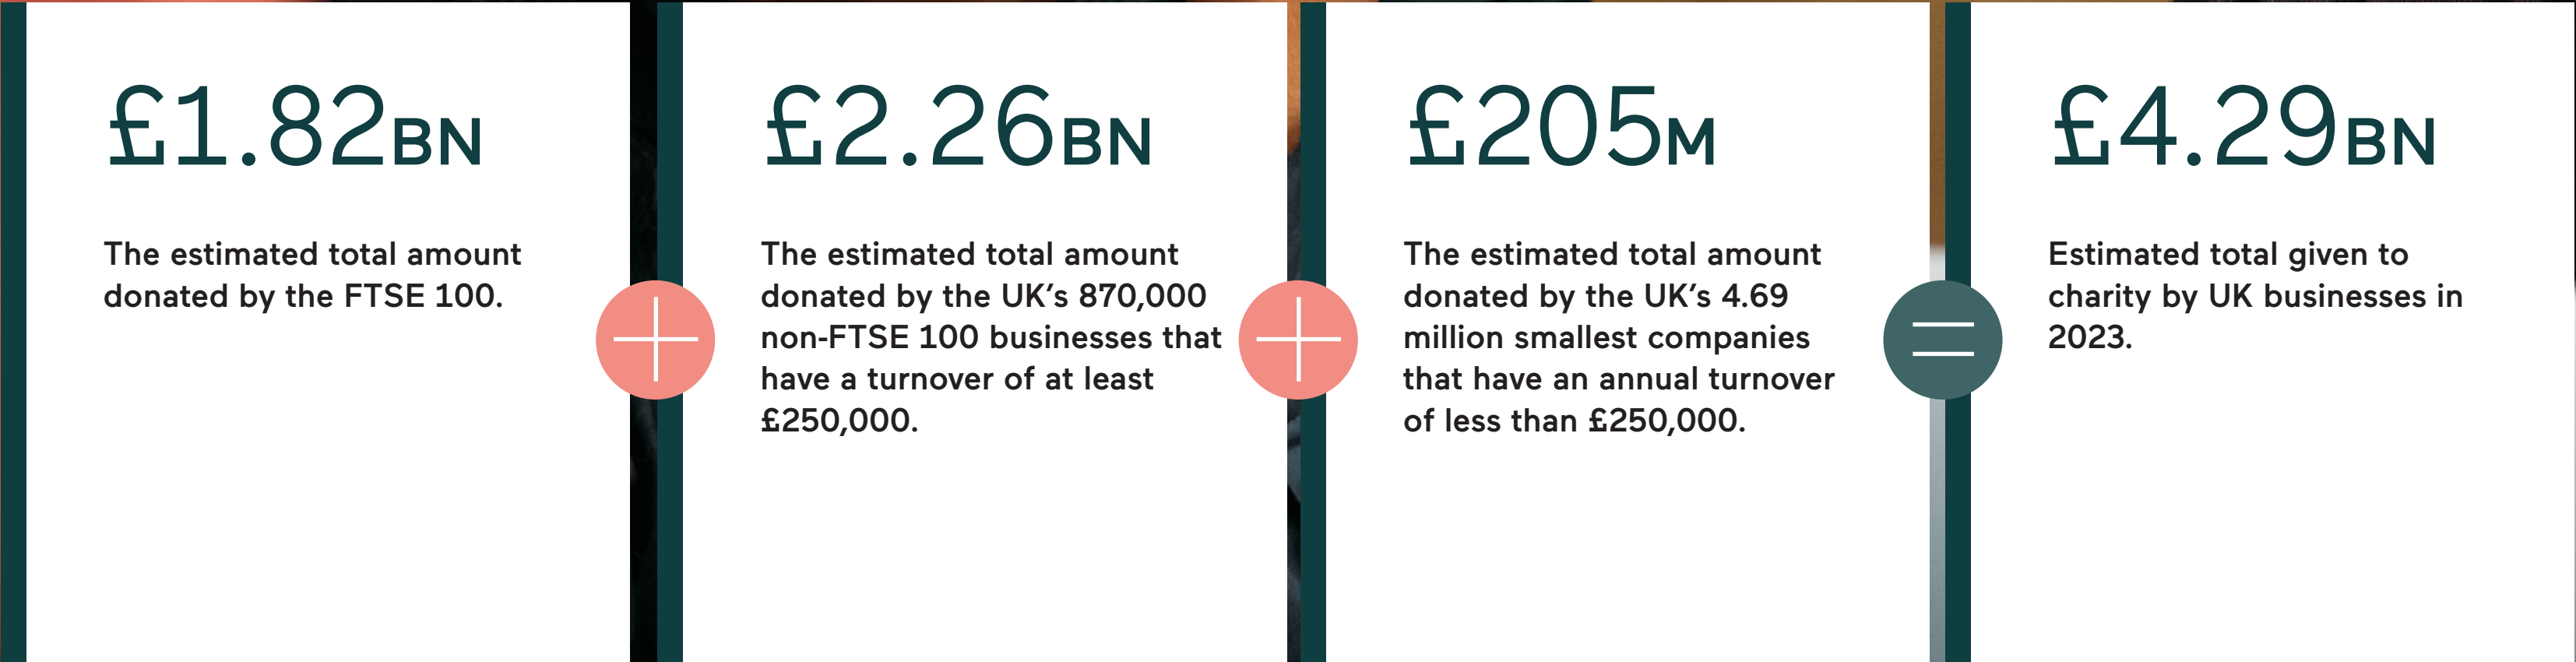 £1.82BN
The estimated total amount
donated by the FTSE 100.
£2.26BN
The estimated total amount
donated by the UK’s 870,000
non-FTSE 100 businesses that
have a turnover of at least
£250,000.
£205M
The estimated total amount
donated by the UK’s 4.69
million smallest companies
that have an annual turnover
of less than £250,000.
£4.29BN
Estimated total given to
charity by UK businesses in
2023.